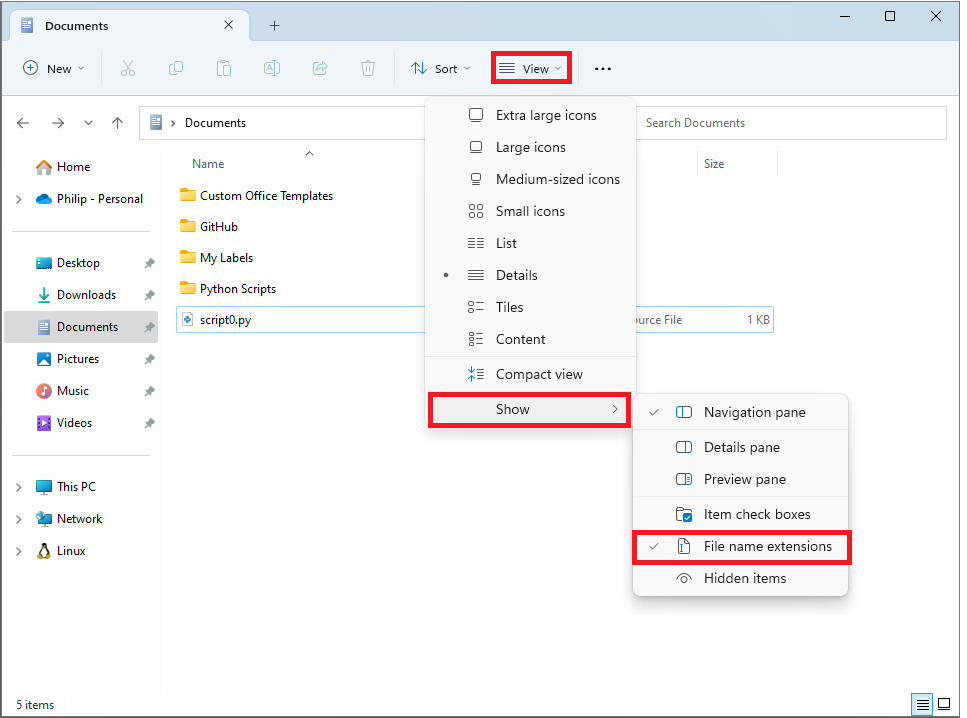 Documents
New
Sort
View
Documents
Search Documents
Home
Philip - Personal
Desktop
Downloads
Documents
Pictures
Music
Videos
This PC
Network
Linux
Name
Size
Custom Office Templates
GitHub
My Labels
Python Scripts
script0.py
urce File
1 KB
Extra large icons
Large icons
Medium-sized icons
Small icons
List
Details
Tiles
Content
Compact view
Show
Navigation pane
Details pane
Preview pane
Item check boxes
File name extensions
Hidden items
5 items